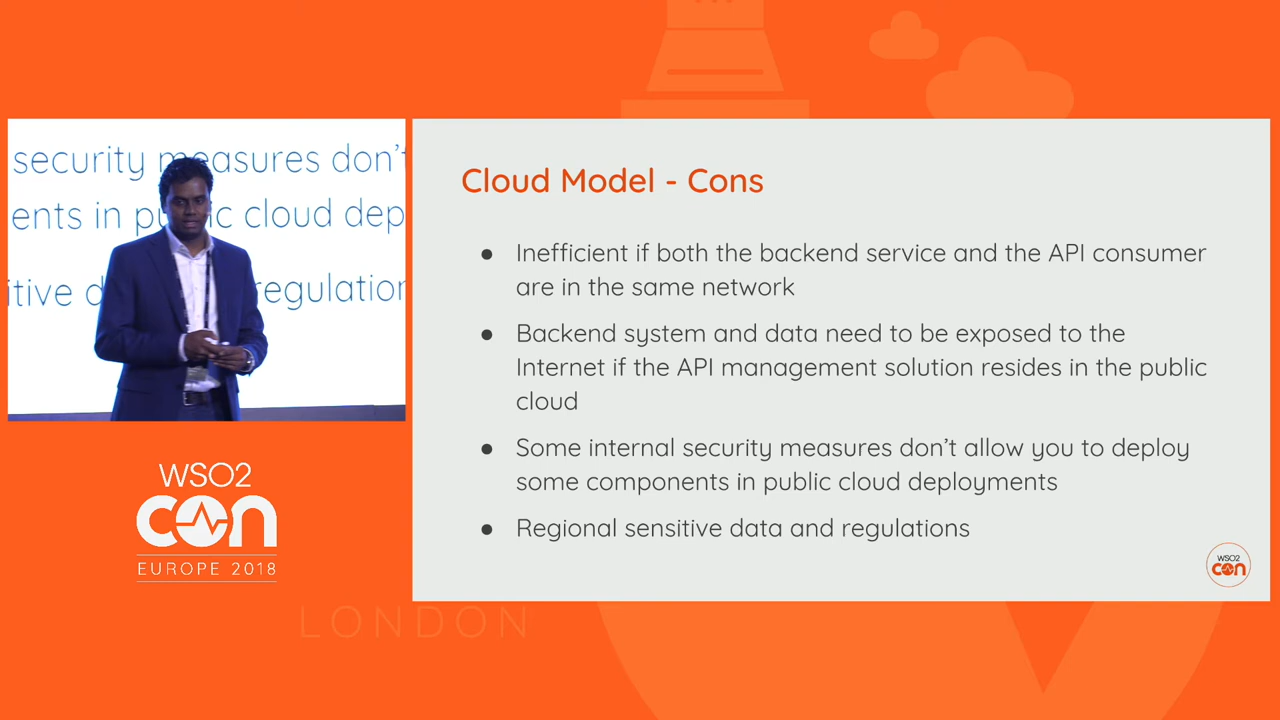 security measures don't
ents in public cloud dep
itive d regulation
WSO2
con
EUROPE 2018
LONDON
Cloud Model - Cons
● Inefficient if both the backend service and the API consumer
are in the same network
● Backend system and data need to be exposed to the
Internet if the API management solution resides in the public
cloud
● Some internal security measures don't allow you to deploy
some components in public cloud deployments
● Regional sensitive data and regulations
WSO2
con